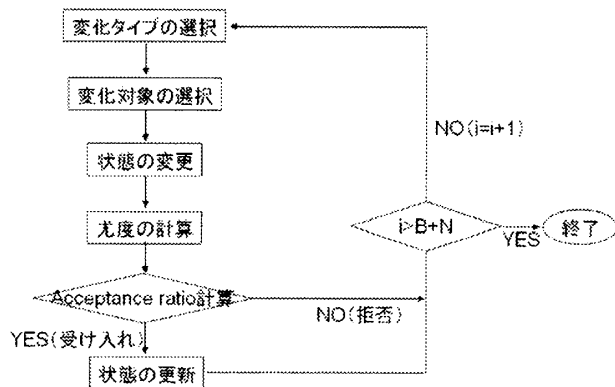 変化タイプの選択
変化対象の選択
状態の変更
尤度の計算
Acceptance ratio計算
YES(受け入れ)
状態の更新
NO(拒否)
i>B+N
NO(i=i+1)
YES
終了